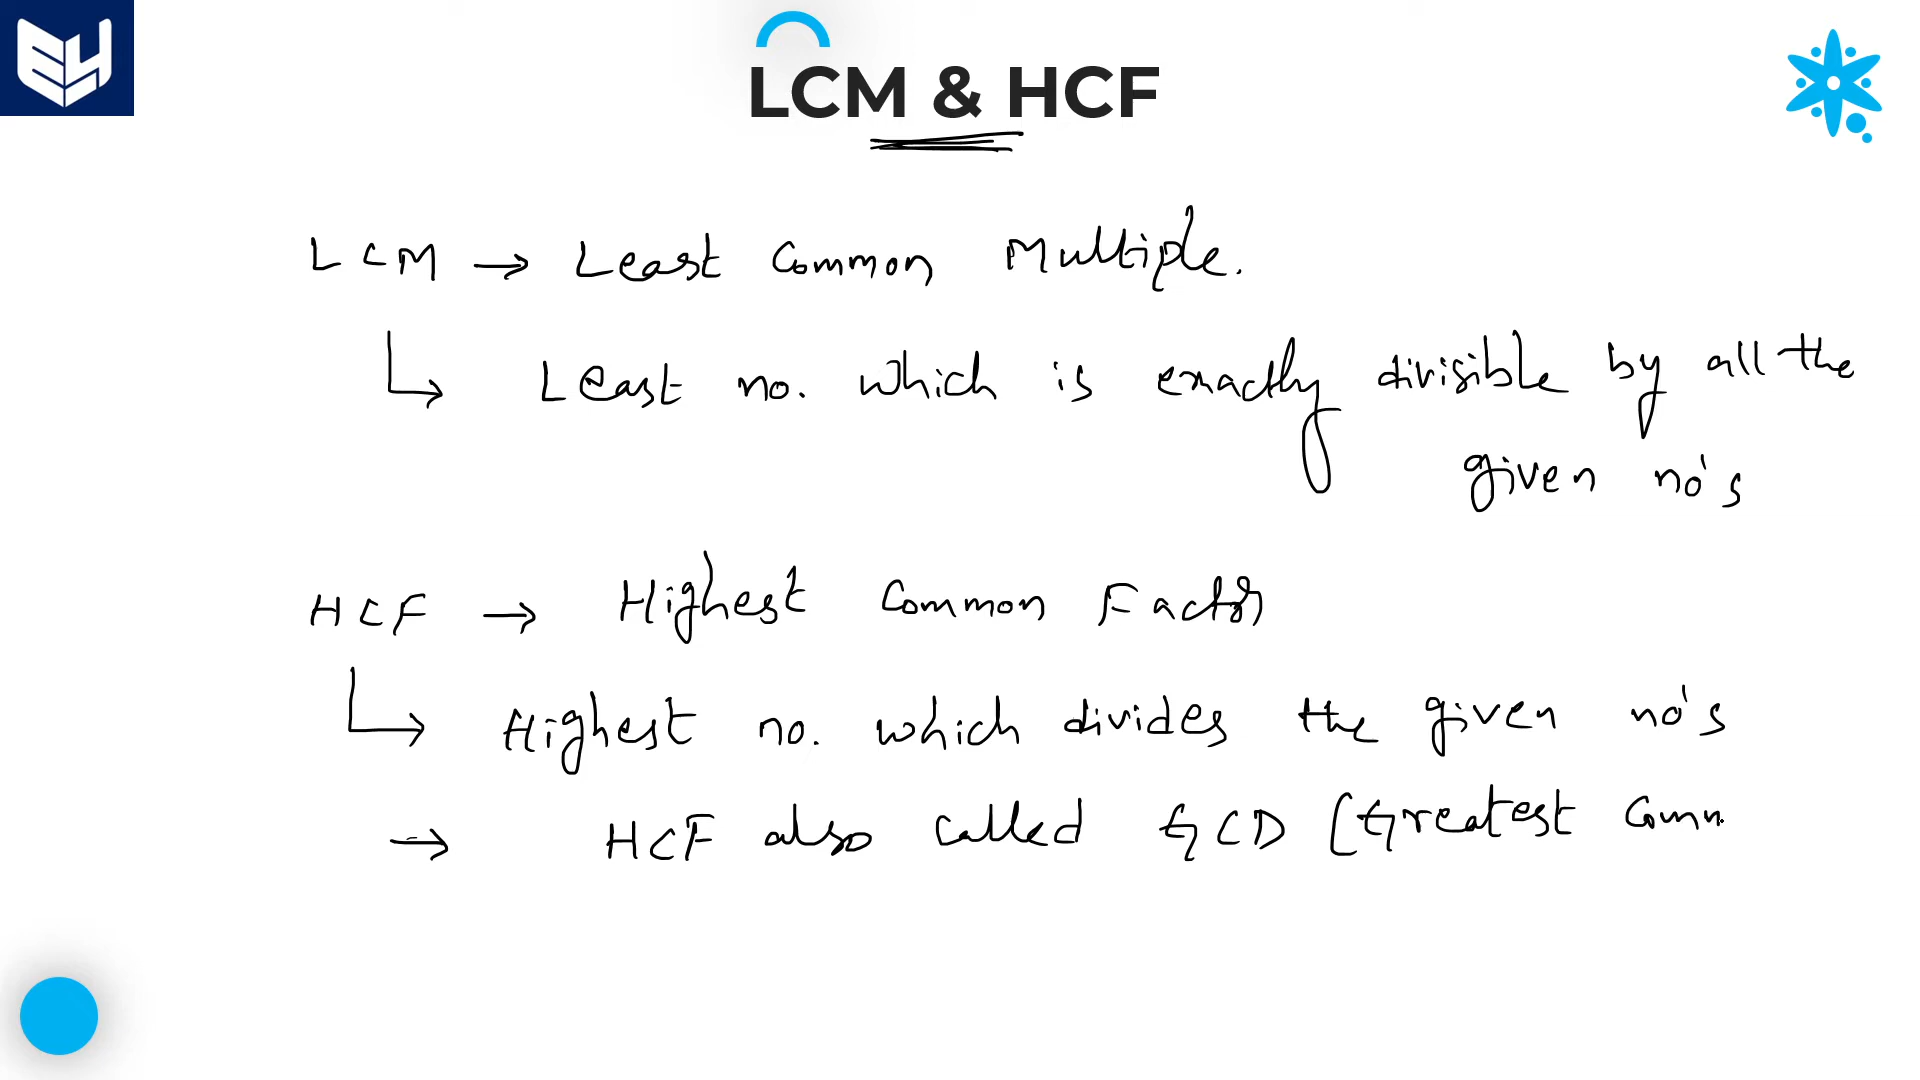 LCM & HCF
LCM → Least Common Multiple.
↳ Least no. which is exactly divisible by all the
given no's
HCF → Highest Common Factor
↳ Highest no. which divides the given no's
→ HCF also called GCD [Greatest Comm